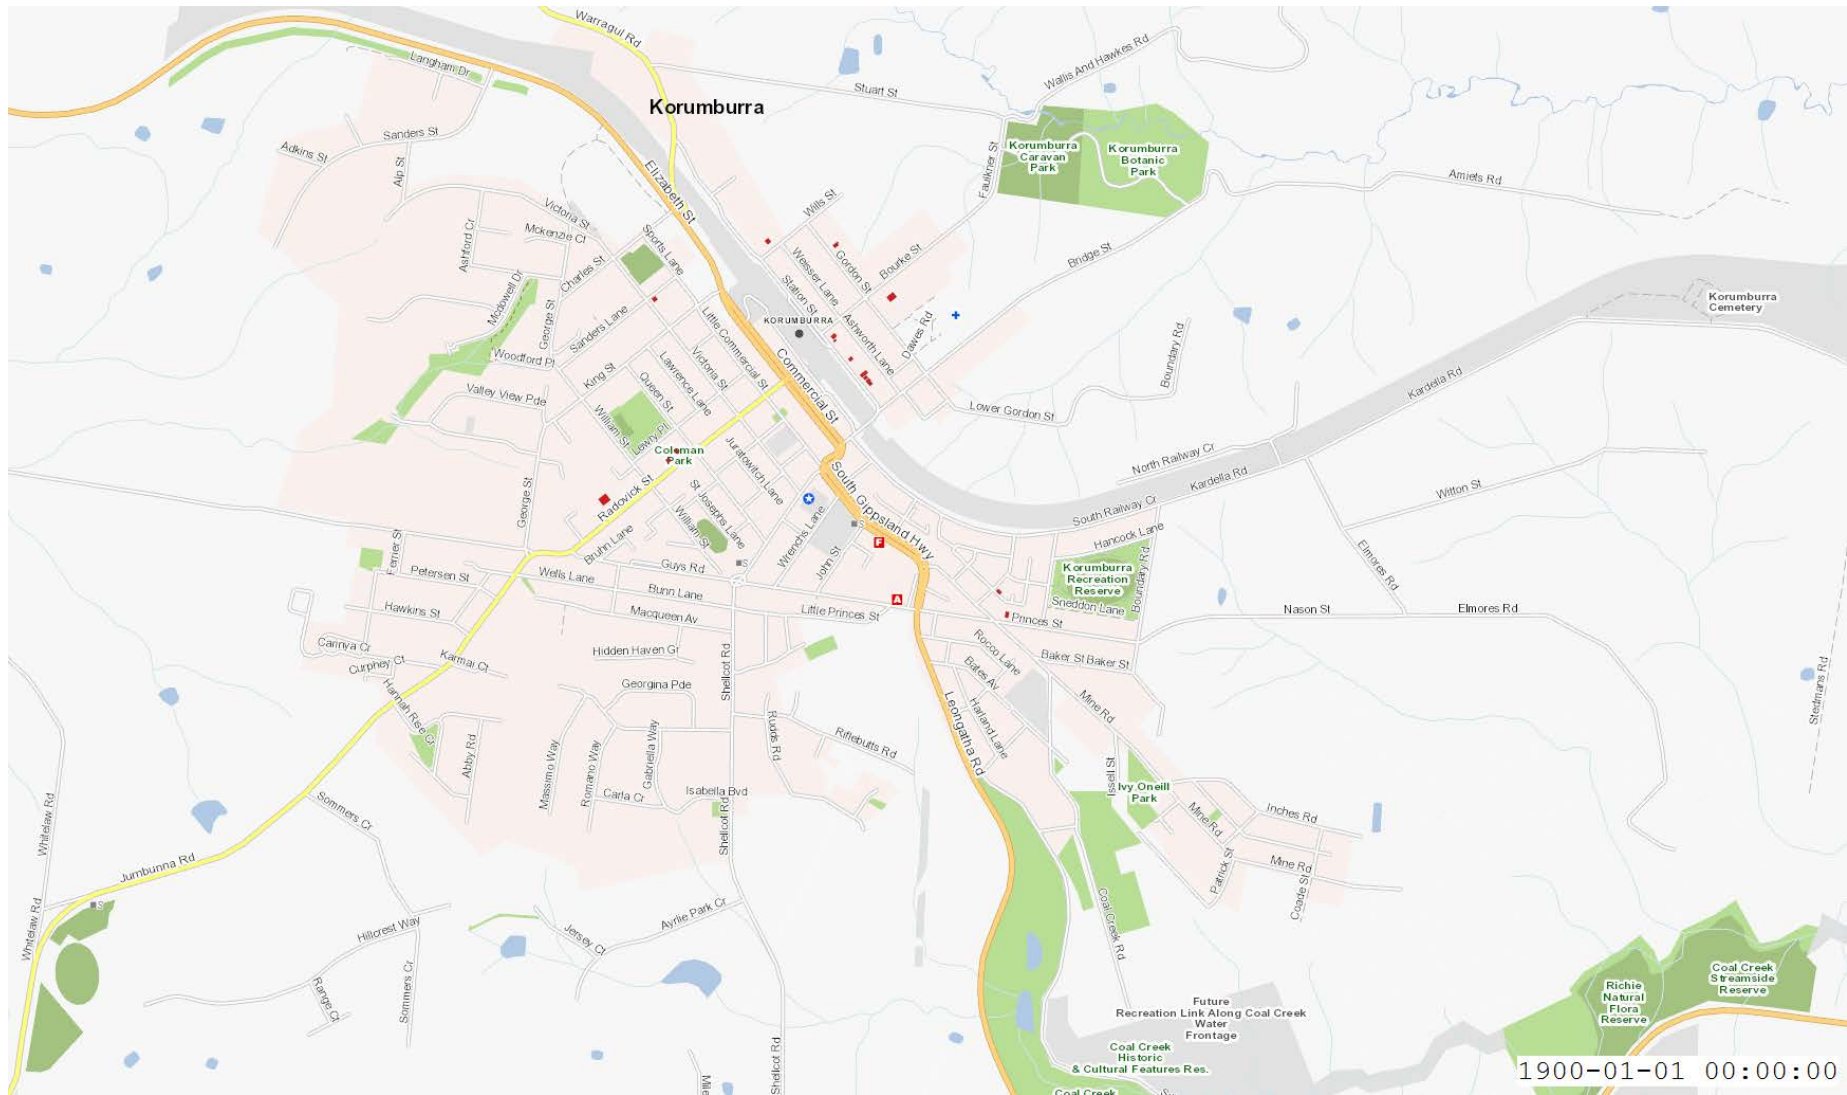 Warragul Rd
Langham Dr
Wallis And Hawkes Rd
Stuart St
Korumburra
Sanders St
Adkins St
Alp St
Elizabeth St
Faulkner St
Korumburra
Caravan
Park
Korumburra
Botanic
Park
Amiets Rd
Victoria St
Mckenzie Ct
Ashford Cr
Sports Lane
Wills St
Weisser Lane
Gordon St
Bourke St
Bridge St
Charles St
Mcdowell Dr
George St
Station St
KORUMBURRA
Ashworth Lane
Dawes Rd
Korumburra
Cemetery
Boundary Rd
Sanders Lane
Little Commercial St
Commercial St
Woodford Pl
King St
Lawrence Lane
Victoria St
Queen St
Valley View Pde
William St
Lewty Pl
Lower Gordon St
Kardella Rd
Coleman
Park
Juratowitch Lane
South Gippsland Hwy
North Railway Cr
Kardella Rd
Witton St
George St
Radovick St
St Josephs Lane
William St
Wrenchs Lane
S
South Railway Cr
Hancock Lane
Ferrier St
Bruhn Lane
F
John St
S
Elmores Rd
Petersen St
Wells Lane
Guys Rd
Bunn Lane
Korumburra
Recreation
Reserve
Boundary Rd
A
Sneddon Lane
Hawkins St
Macqueen Av
Little Princes St
Princes St
Nason St
Elmores Rd
Carinya Cr
Curphey Ct
Karmai Ct
Hidden Haven Gr
Shellcot Rd
Rocco Lane
Baker St
Baker St
Bates Av
Georgina Pde
Stedmans Rd
Hannah Rise Cr
Leongatha Rd
Harland Lane
Mine Rd
Abby Rd
Massimo Way
Romano Way
Gabriella Way
Rudds Rd
Riflebutts Rd
Issell St
Ivy Oneill
Park
Carla Cr
Isabella Bvd
Shellcot Rd
Mine Rd
Inches Rd
Whitelaw Rd
Sommers Cr
Jumbunna Rd
Patrick St
Mine Rd
Coade St
S
Whitelaw Rd
Hillcrest Way
Jersey Ct
Ayrlie Park Cr
Coal Creek Rd
Range Ct
Sommers Cr
Coal Creek
Streamside
Reserve
Richie
Natural
Flora
Reserve
Future
Recreation Link Along Coal Creek
Water
Frontage
Coal Creek
Historic
& Cultural Features Res.
Shellcot Rd
Coal Creek
1900-01-01 00:00:00